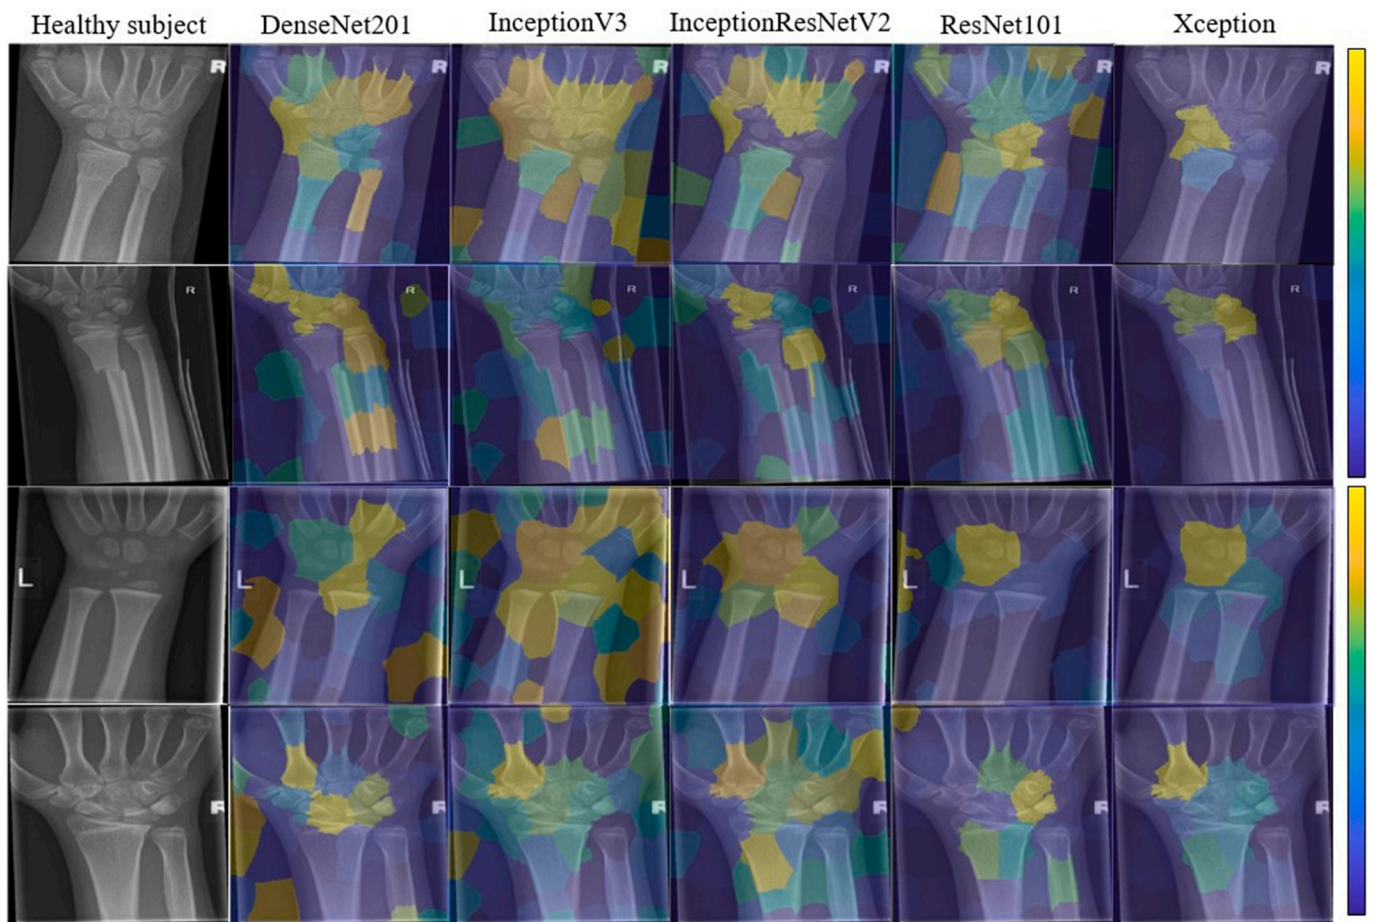 Healthy subject DenseNet201 InceptionV3 InceptionResNetV2 ResNet101 Xception
R R R R R R
R R R R R R
L L L L L L
R R R R R R